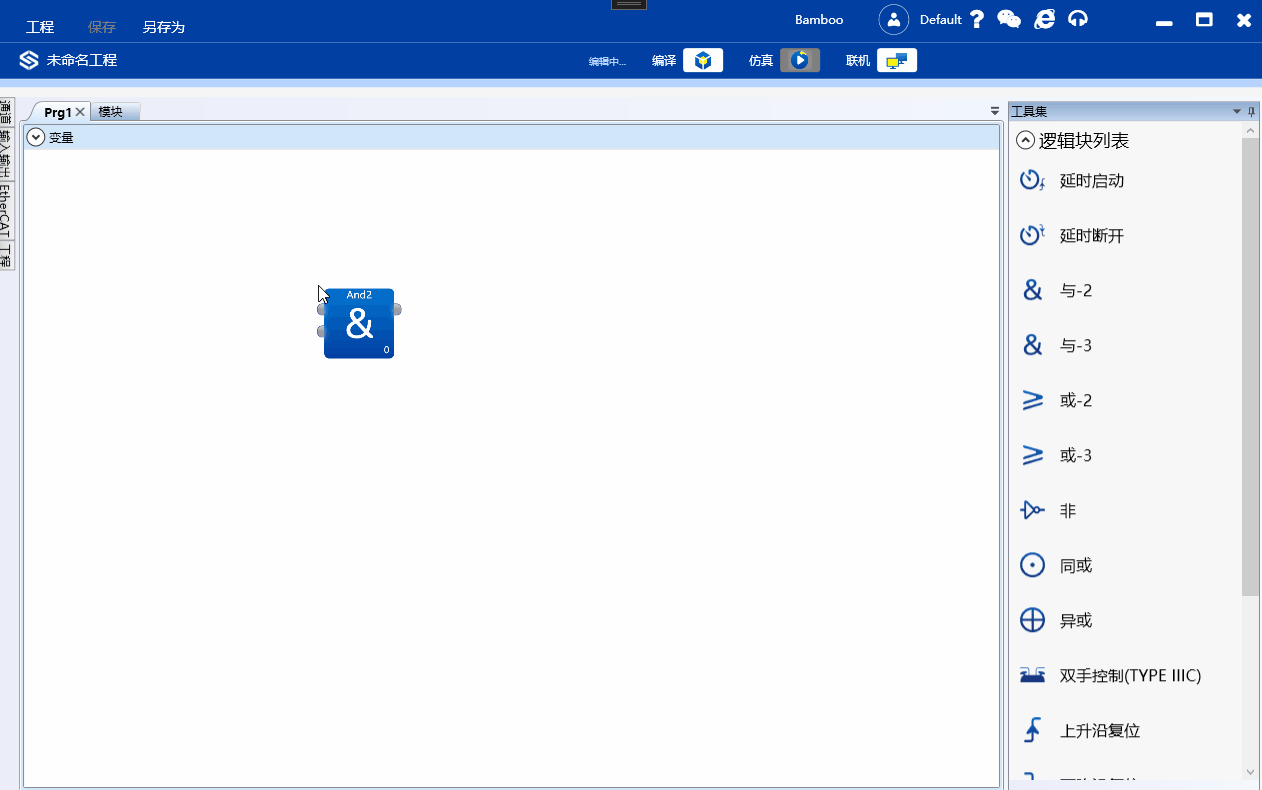 工程 保存 另存为 Bamboo Default
未命名工程 编辑中... 编译 仿真 联机
通道
输入输出
EtherCAT
工程
Prg1 模块
变量
And2
&
0
工具集
逻辑块列表
延时启动
延时断开
& 与-2
& 与-3
或-2
或-3
非
同或
异或
双手控制(TYPE IIIC)
上升沿复位